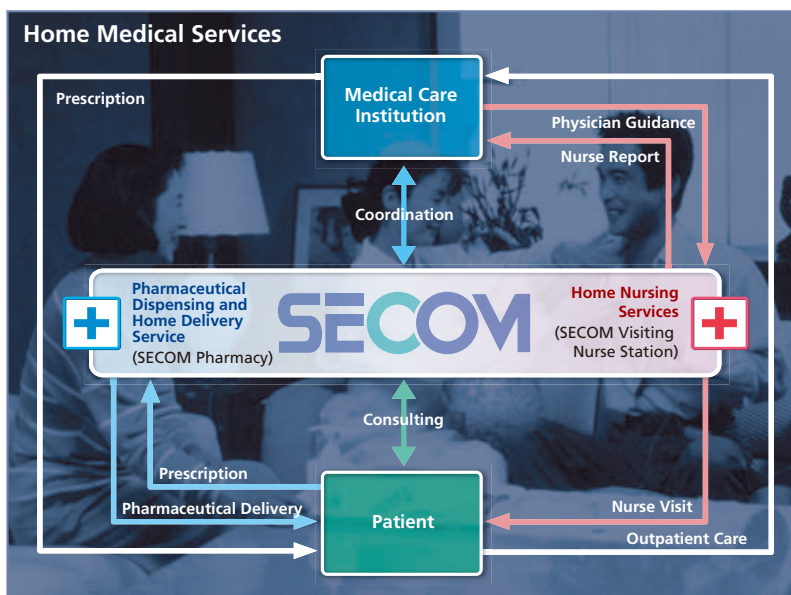 Home Medical Services
Prescription
Medical Care
Institution
Physician Guidance
Nurse Report
Coordination
Pharmaceutical
Dispensing and
Home Delivery
Service
(SECOM Pharmacy)
SECOM
Home Nursing
Services
(SECOM Visiting
Nurse Station)
Consulting
Prescription
Pharmaceutical Delivery
Patient
Nurse Visit
Outpatient Care